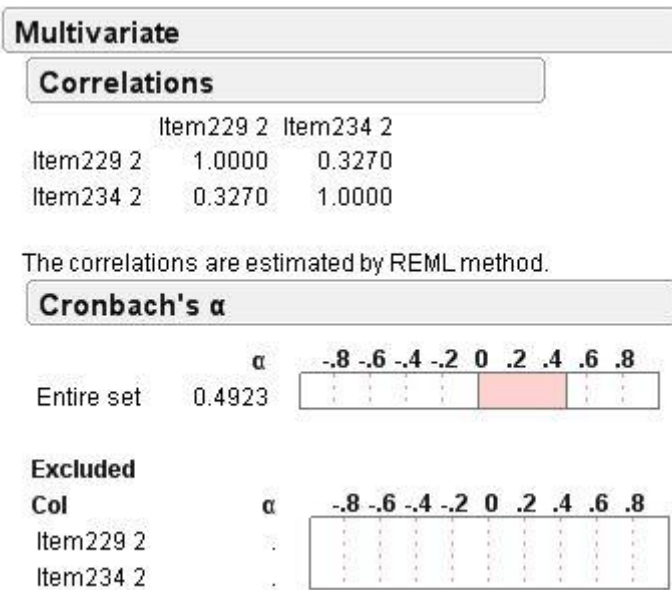 Multivariate
Correlations
Item229 2 Item234 2
Item229 2 1.0000 0.3270
Item234 2 0.3270 1.0000
The correlations are estimated by REML method.
Cronbach's α
α -.8 -.6 -.4 -.2 0 .2 .4 .6 .8
Entire set 0.4923
Excluded
Col α -.8 -.6 -.4 -.2 0 .2 .4 .6 .8
Item229 2 .
Item234 2 .